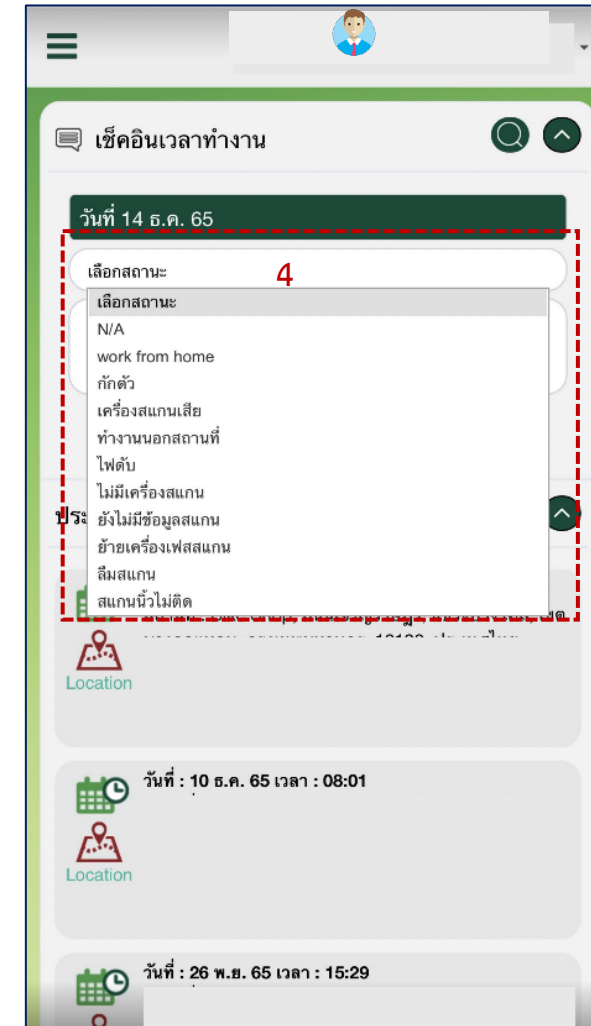 เช็คอินเวลาทำงาน
วันที่ 14 ธ.ค. 65
เลือกสถานะ
4
เลือกสถานะ
N/A
work from home
กักตัว
เครื่องสแกนเสีย
ทำงานนอกสถานที่
ไฟดับ
ไม่มีเครื่องสแกน
ประ
ยังไม่มีข้อมูลสแกน
ย้ายเครื่องเฟสสแกน
ลืมสแกน
สแกนนิ้วไม่ติด
Location
วันที่ : 10 ธ.ค. 65 เวลา : 08:01
Location
วันที่ : 26 พ.ย. 65 เวลา : 15:29